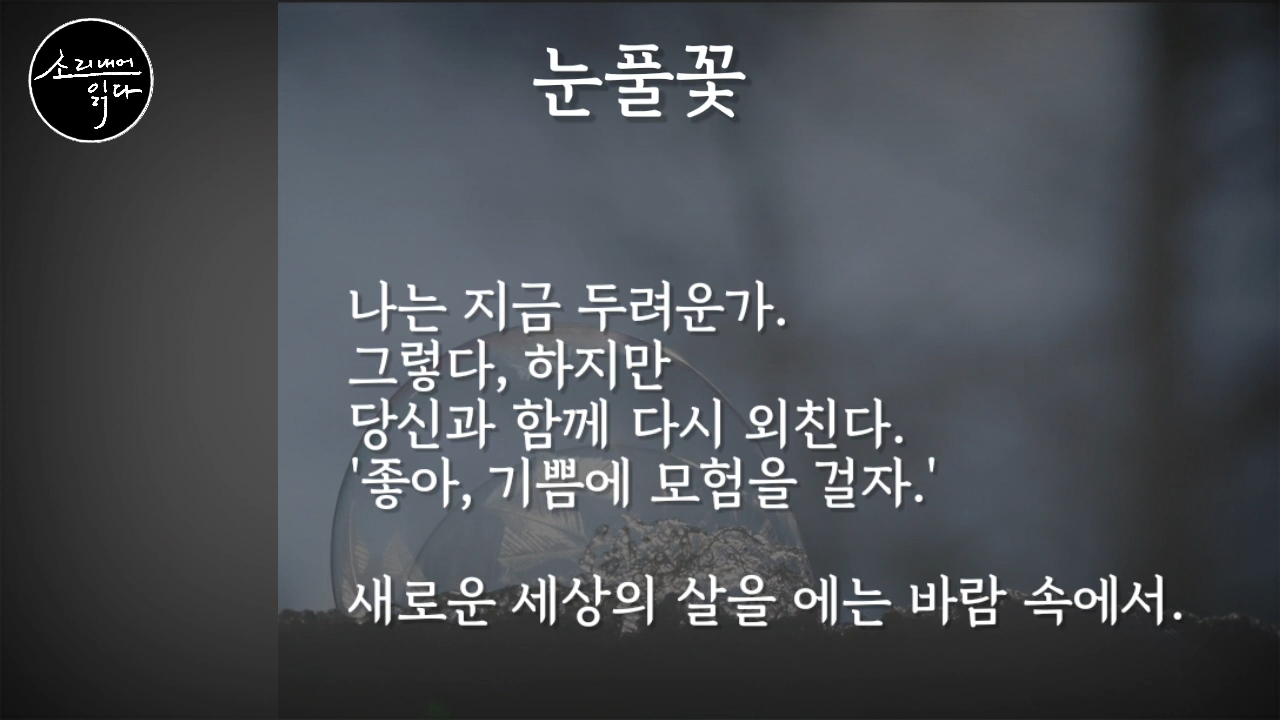 소리내어
읽다
눈풀꽃
나는 지금 두려운가.
그렇다, 하지만
당신과 함께 다시 외친다.
'좋아, 기쁨에 모험을 걸자.'
새로운 세상의 살을 에는 바람 속에서.